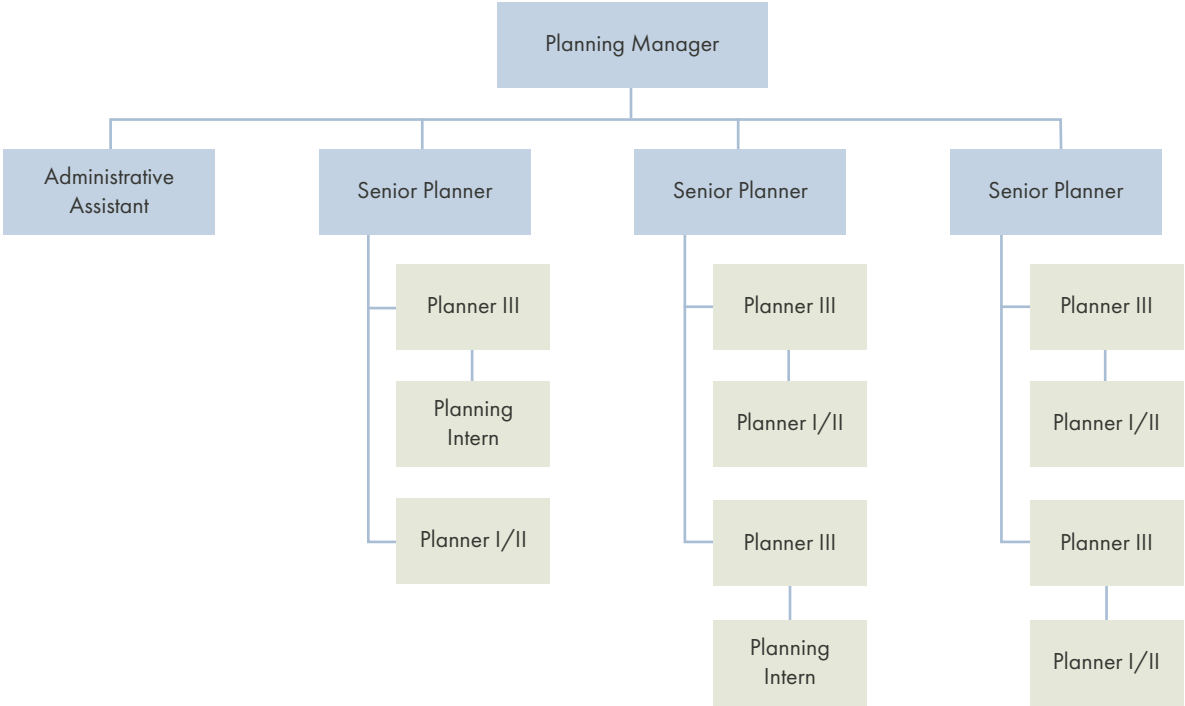 Planning Manager
Administrative
Assistant
Senior Planner
Senior Planner
Senior Planner
Planner III
Planning
Intern
Planner I/II
Planner III
Planner I/II
Planner III
Planning
Intern
Planner III
Planner I/II
Planner III
Planner I/II